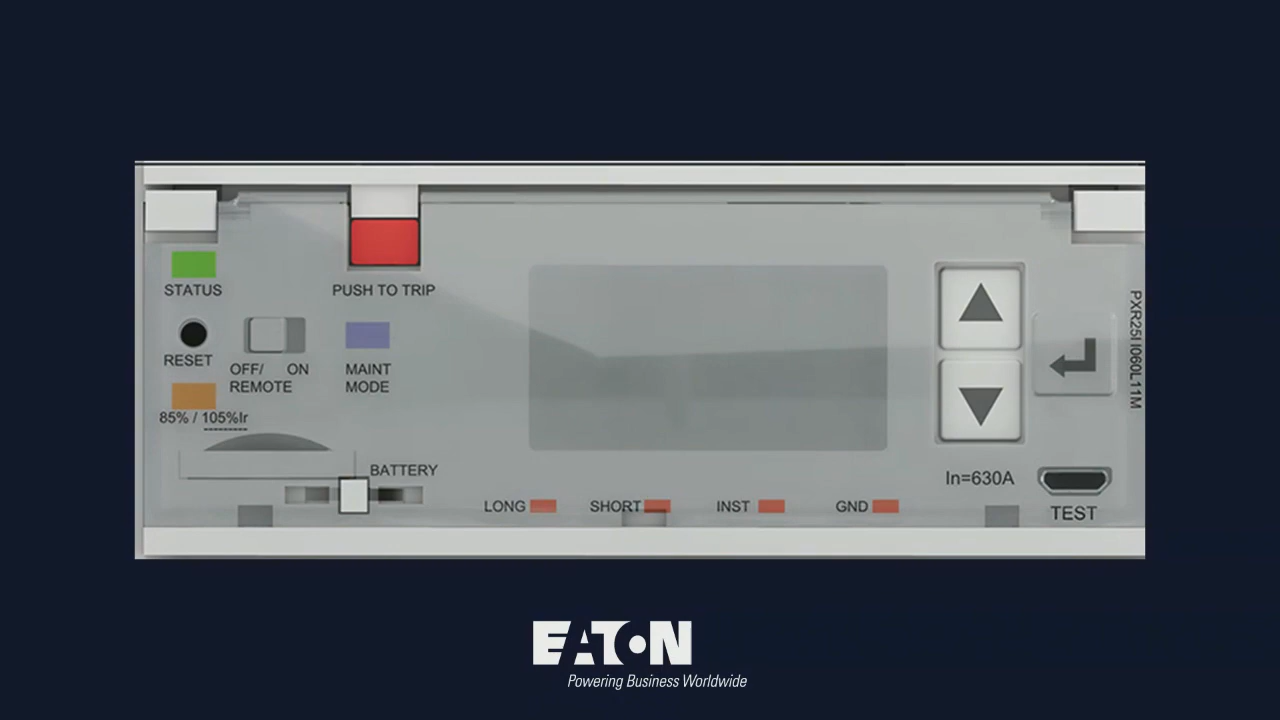 STATUS
PUSH TO TRIP
RESET
OFF/ ON
REMOTE
MAINT
MODE
85% / 105%Ir
BATTERY
LONG
SHORT
INST
GND
In=630A
TEST
PXR25I I060L11M
EATON
Powering Business Worldwide